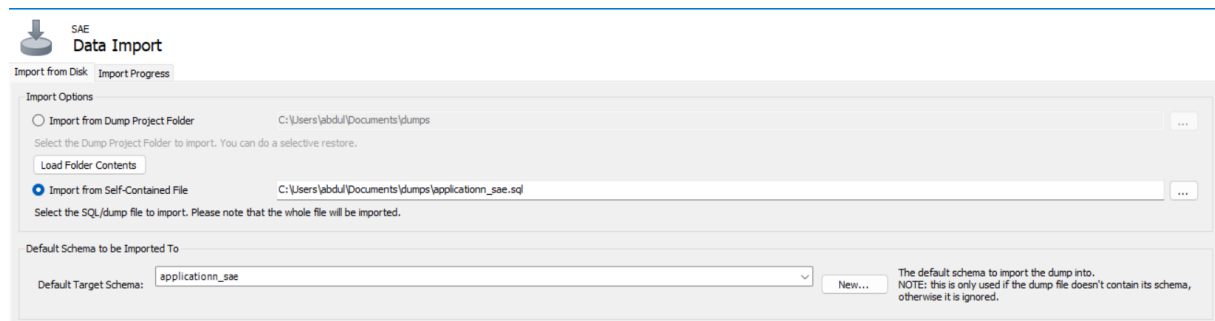 SAE
Data Import
Import from Disk Import Progress
Import Options
Import from Dump Project Folder C:\Users\abdul\Documents\dumps ...
Select the Dump Project Folder to import. You can do a selective restore.
Load Folder Contents
Import from Self-Contained File C:\Users\abdul\Documents\dumps\applicationn_sae.sql ...
Select the SQL/dump file to import. Please note that the whole file will be imported.
Default Schema to be Imported To
Default Target Schema: applicationn_sae New... The default schema to import the dump into.
NOTE: this is only used if the dump file doesn't contain its schema,
otherwise it is ignored.